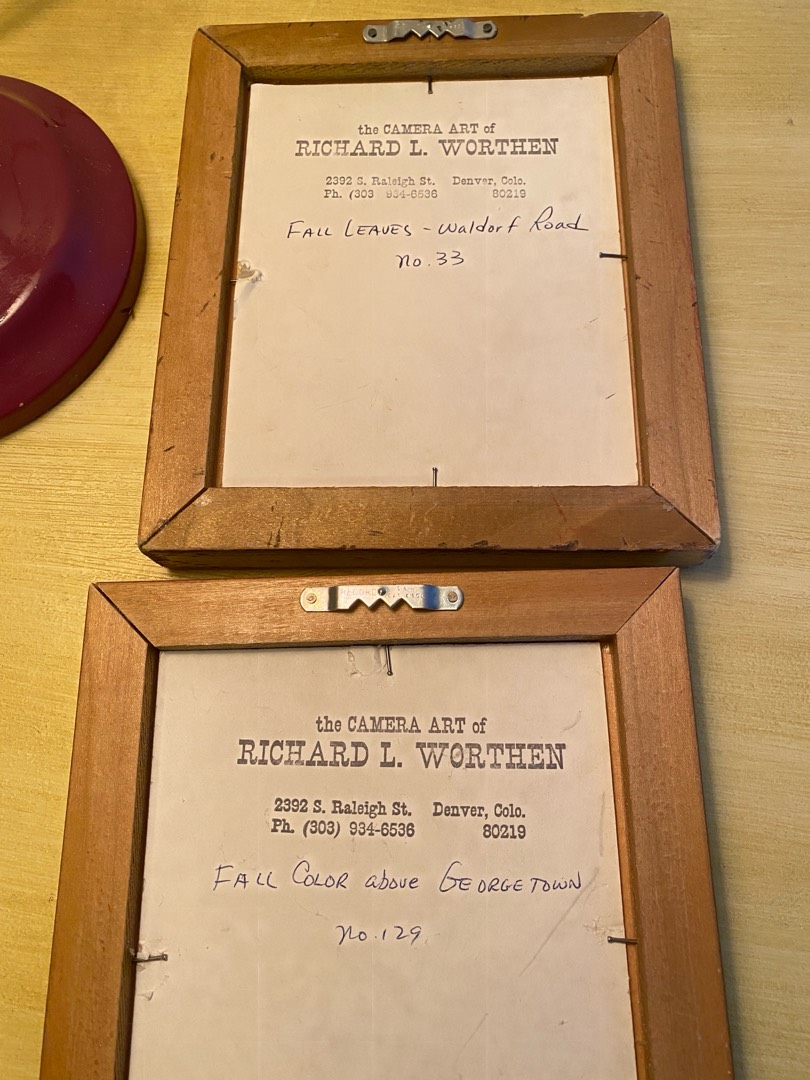 the CAMERA ART of
RICHARD L. WORTHEN
2392 S. Raleigh St. Denver, Colo.
Ph. (303 934-6536 80219
FALL LEAVES - Waldorf Road
no. 33
the CAMERA ART of
RICHARD L. WORTHEN
2392 S. Raleigh St. Denver, Colo.
Ph. (303) 934-6536 80219
FALL COLOR above GEORGETOWN
no. 129